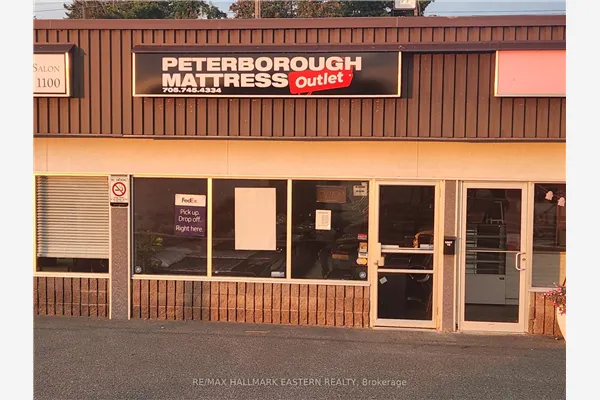 SALON
1100
PETERBOROUGH
MATTRESS Outlet
705.745.4334
FedEx
Pick up.
Drop off.
Right here.
RE/MAX HALLMARK EASTERN REALTY, Brokerage